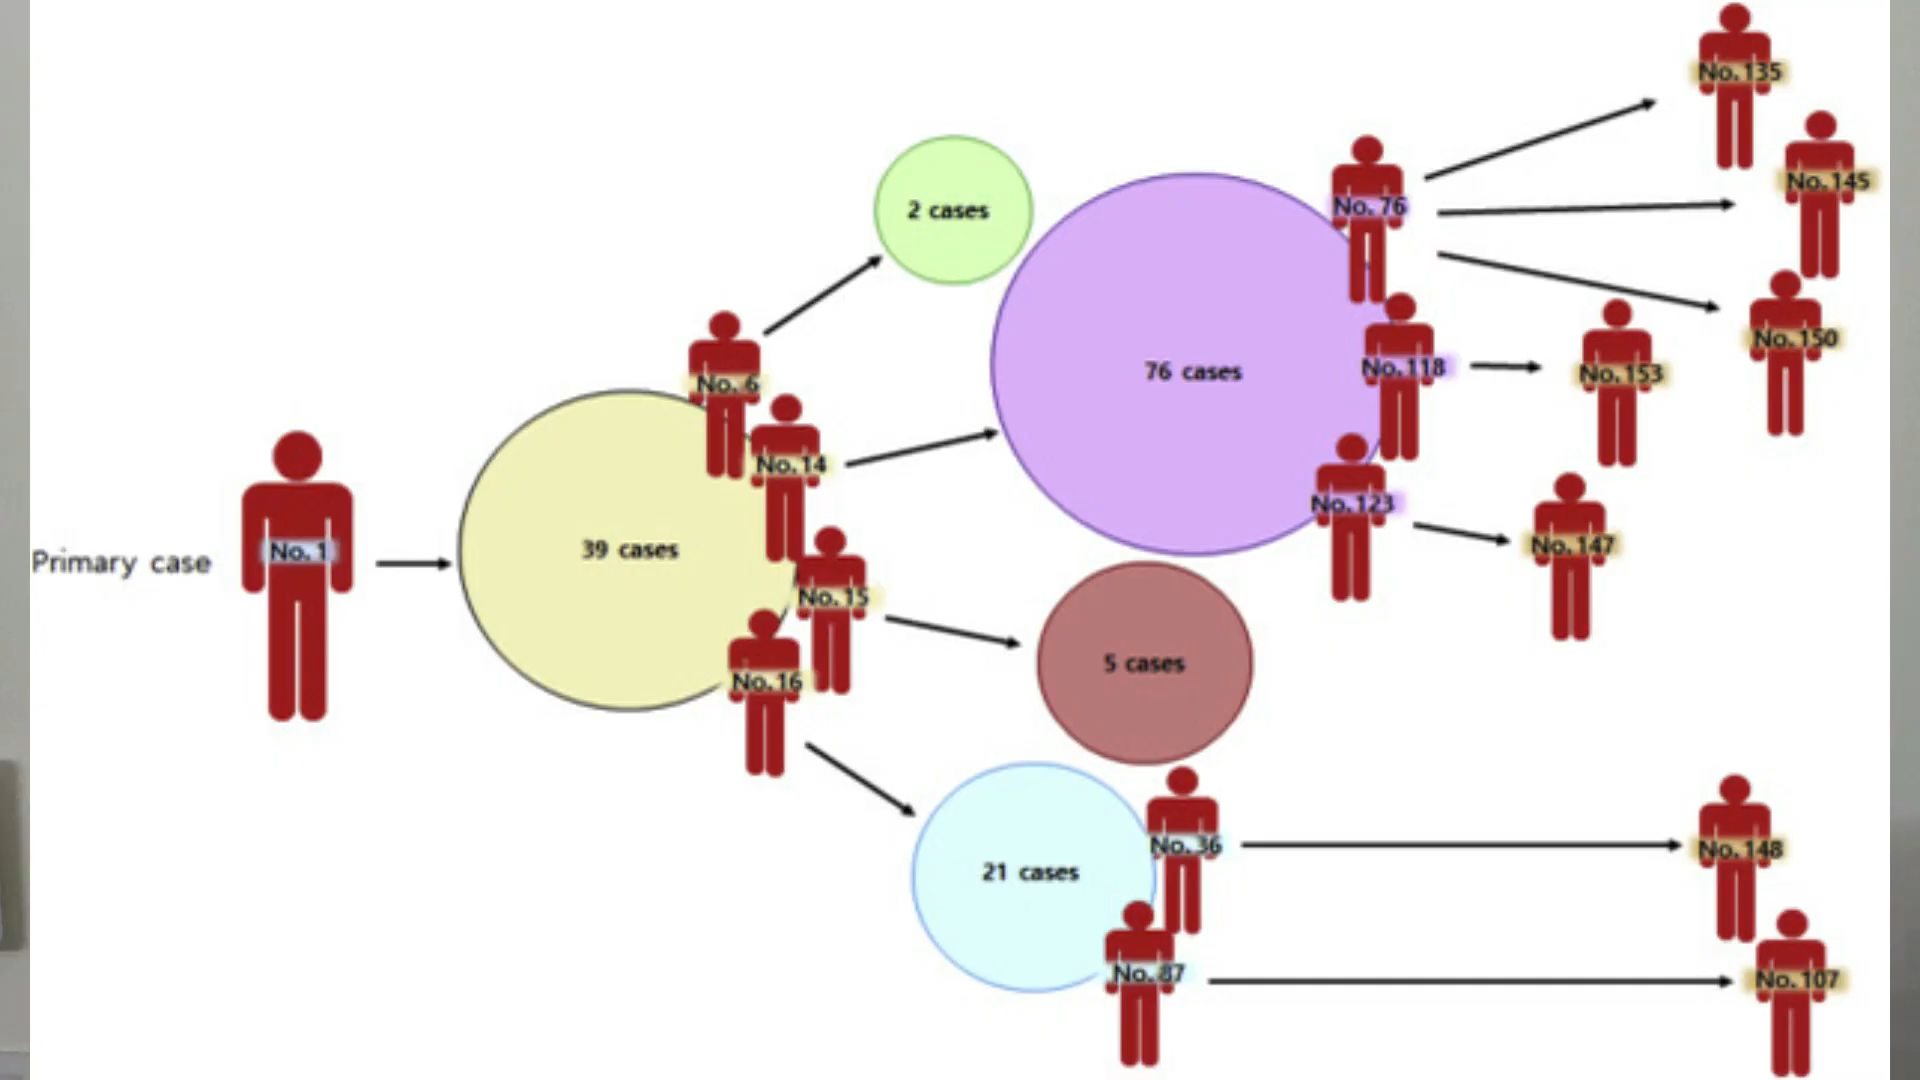 Primary case
No. 1
39 cases
No. 6
No. 14
No. 15
No. 16
2 cases
76 cases
5 cases
21 cases
No. 76
No. 118
No. 123
No. 36
No. 87
No. 135
No. 145
No. 150
No. 153
No. 147
No. 148
No. 107